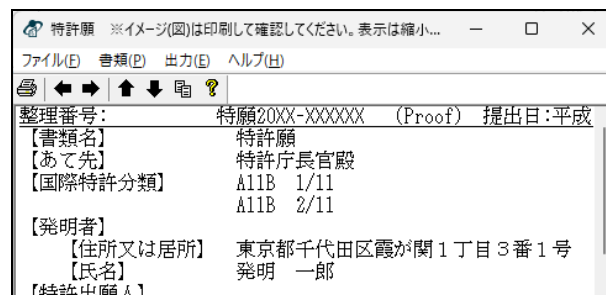 特許願　※イメージ(図)は印刷して確認してください。表示は縮小...
ファイル(F)　書類(P)　出力(E)　ヘルプ(H)
整理番号:　特願20XX-XXXXXX　(Proof)　提出日:平成
【書類名】　特許願
【あて先】　特許庁長官殿
【国際特許分類】　A11B 1/11
A11B 2/11
【発明者】
【住所又は居所】　東京都千代田区霞が関１丁目３番１号
【氏名】　発明　一郎
【特許出願人】